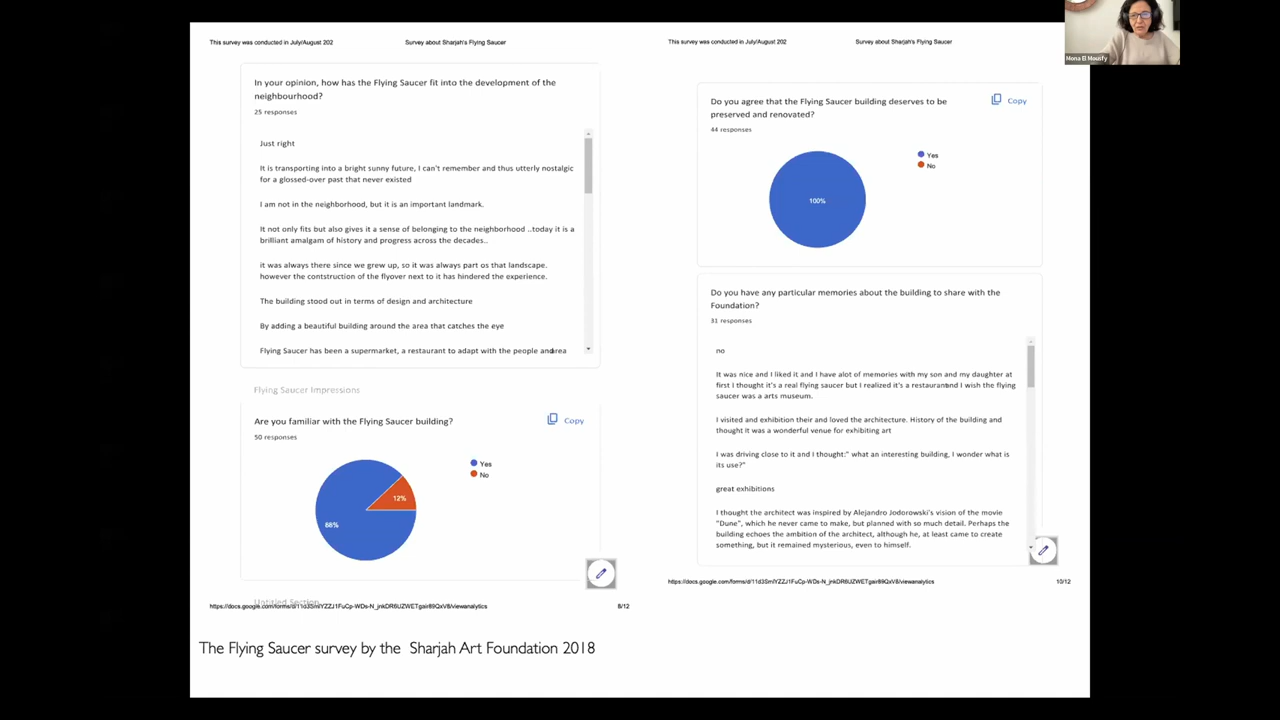 This survey was conducted in July/August 202
Survey about Sharjah's Flying Saucer
In your opinion, how has the Flying Saucer fit into the development of the
neighbourhood?
25 responses
Just right
It is transporting into a bright sunny future, I can't remember and thus utterly nostalgic
for a glossed-over past that never existed
I am not in the neighborhood, but it is an important landmark.
It not only fits but also gives it a sense of belonging to the neighborhood ..today it is a
brilliant amalgam of history and progress across the decades..
it was always there since we grew up, so it was always part os that landscape.
however the contstruction of the flyover next to it has hindered the experience.
The building stood out in terms of design and architecture
By adding a beautiful building around the area that catches the eye
Flying Saucer has been a supermarket, a restaurant to adapt with the people and area
Flying Saucer Impressions
Are you familiar with the Flying Saucer building?
Copy
50 responses
Yes
No
12%
88%
Untitled Section
8/12
This survey was conducted in July/August 202
Survey about Sharjah's Flying Saucer
Do you agree that the Flying Saucer building deserves to be
preserved and renovated?
Copy
44 responses
Yes
No
100%
Do you have any particular memories about the building to share with the
Foundation?
31 responses
no
It was nice and I liked it and I have alot of memories with my son and my daughter at
first I thought it's a real flying saucer but I realized it's a restaurant and I wish the flying
saucer was a arts museum.
I visited and exhibition their and loved the architecture. History of the building and
thought it was a wonderful venue for exhibiting art
I was driving close to it and I thought:" what an interesting building, I wonder what is
its use?"
great exhibitions
I thought the architect was inspired by Alejandro Jodorowski's vision of the movie
"Dune", which he never came to make, but planned with so much detail. Perhaps the
building echoes the ambition of the architect, although he, at least came to create
something, but it remained mysterious, even to himself.
10/12
The Flying Saucer survey by the Sharjah Art Foundation 2018
Mona El Mousfy